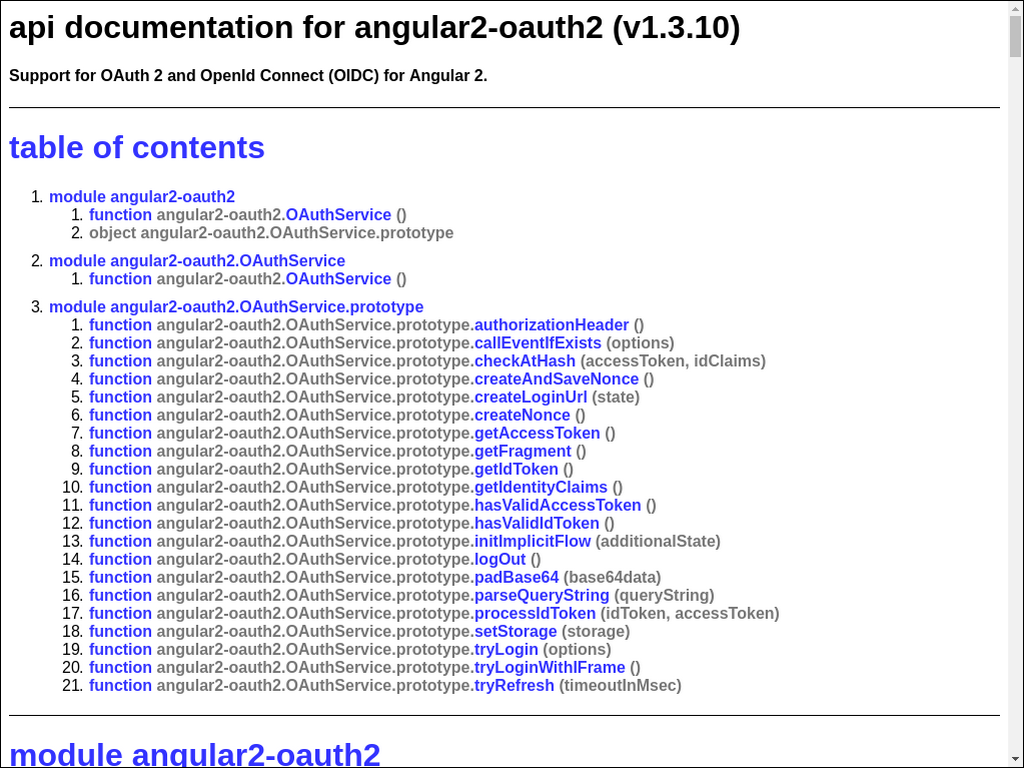 api documentation for angular2-oauth2 (v1.3.10)
Support for OAuth 2 and OpenId Connect (OIDC) for Angular 2.
table of contents
1. module angular2-oauth2
1. function angular2-oauth2.OAuthService ()
2. object angular2-oauth2.OAuthService.prototype
2. module angular2-oauth2.OAuthService
1. function angular2-oauth2.OAuthService ()
3. module angular2-oauth2.OAuthService.prototype
1. function angular2-oauth2.OAuthService.prototype.authorizationHeader ()
2. function angular2-oauth2.OAuthService.prototype.callEventIfExists (options)
3. function angular2-oauth2.OAuthService.prototype.checkAtHash (accessToken, idClaims)
4. function angular2-oauth2.OAuthService.prototype.createAndSaveNonce ()
5. function angular2-oauth2.OAuthService.prototype.createLoginUrl (state)
6. function angular2-oauth2.OAuthService.prototype.createNonce ()
7. function angular2-oauth2.OAuthService.prototype.getAccessToken ()
8. function angular2-oauth2.OAuthService.prototype.getFragment ()
9. function angular2-oauth2.OAuthService.prototype.getIdToken ()
10. function angular2-oauth2.OAuthService.prototype.getIdentityClaims ()
11. function angular2-oauth2.OAuthService.prototype.hasValidAccessToken ()
12. function angular2-oauth2.OAuthService.prototype.hasValidIdToken ()
13. function angular2-oauth2.OAuthService.prototype.initImplicitFlow (additionalState)
14. function angular2-oauth2.OAuthService.prototype.logOut ()
15. function angular2-oauth2.OAuthService.prototype.padBase64 (base64data)
16. function angular2-oauth2.OAuthService.prototype.parseQueryString (queryString)
17. function angular2-oauth2.OAuthService.prototype.processIdToken (idToken, accessToken)
18. function angular2-oauth2.OAuthService.prototype.setStorage (storage)
19. function angular2-oauth2.OAuthService.prototype.tryLogin (options)
20. function angular2-oauth2.OAuthService.prototype.tryLoginWithIFrame ()
21. function angular2-oauth2.OAuthService.prototype.tryRefresh (timeoutInMsec)
module angular2-oauth2